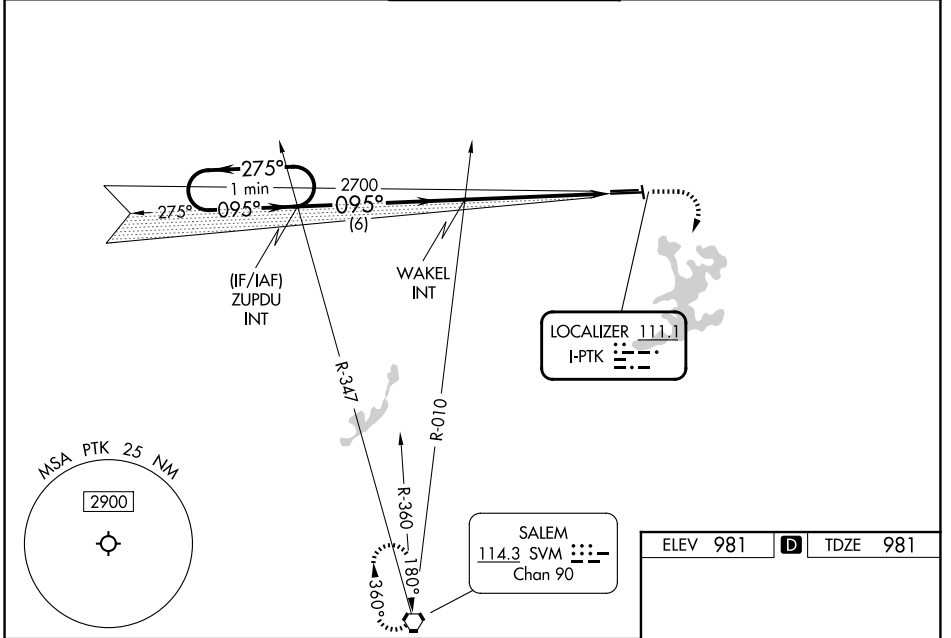 275°
1 min
2700
275°
095°
095°
(6)
(IF/IAF)
ZUPDU
INT
WAKEL
INT
LOCALIZER 111.1
I-PTK
R-347
R-010
R-360
180°
360°
MSA PTK 25 NM
2900
SALEM
114.3 SVM
Chan 90
ELEV 981 D TDZE 981